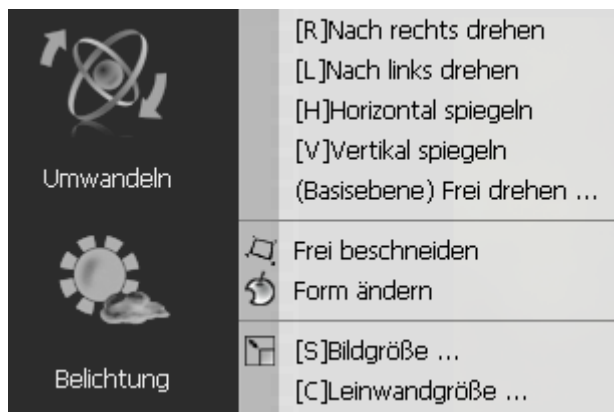 Umwandeln
Belichtung
[R]Nach rechts drehen
[L]Nach links drehen
[H]Horizontal spiegeln
[V]Vertikal spiegeln
(Basisebene) Frei drehen ...
Frei beschneiden
Form ändern
[S]Bildgröße ...
[C]Leinwandgröße ...